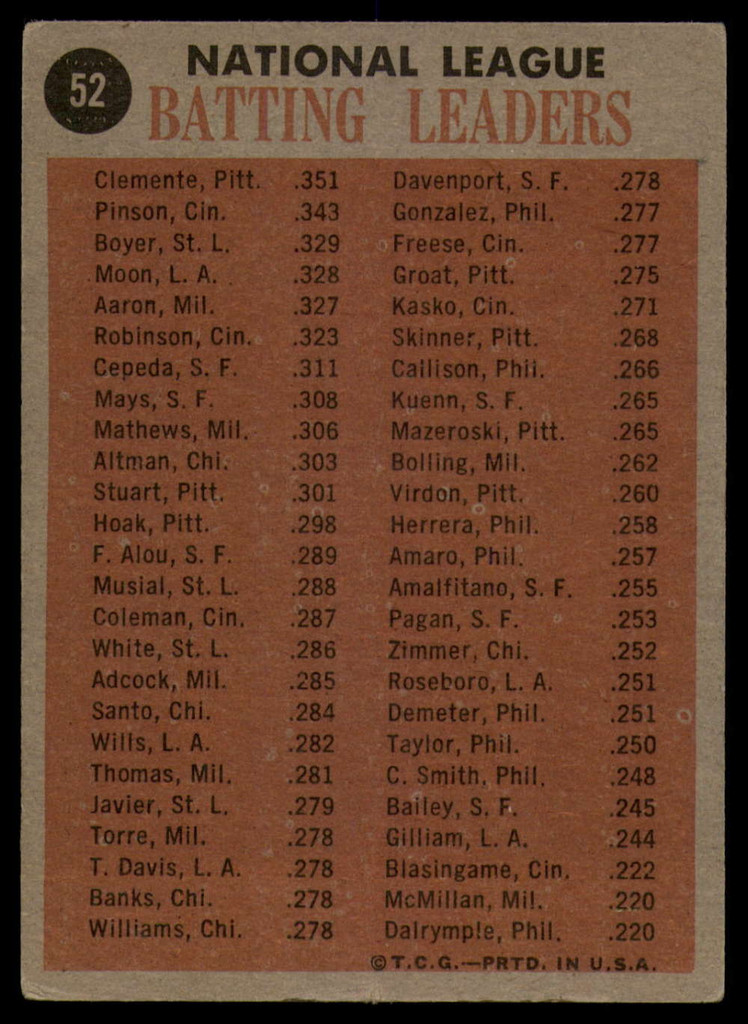 52
NATIONAL LEAGUE
BATTING LEADERS
Clemente, Pitt. .351
Pinson, Cin. .343
Boyer, St. L. .329
Moon, L. A. .328
Aaron, Mil. .327
Robinson, Cin. .323
Cepeda, S. F. .311
Mays, S. F. .308
Mathews, Mil. .306
Altman, Chi. .303
Stuart, Pitt. .301
Hoak, Pitt. .298
F. Alou, S. F. .289
Musial, St. L. .288
Coleman, Cin. .287
White, St. L. .286
Adcock, Mil. .285
Santo, Chi. .284
Wills, L. A. .282
Thomas, Mil. .281
Javier, St. L. .279
Torre, Mil. .278
T. Davis, L. A. .278
Banks, Chi. .278
Williams, Chi. .278
Davenport, S. F. .278
Gonzalez, Phil. .277
Freese, Cin. .277
Groat, Pitt. .275
Kasko, Cin. .271
Skinner, Pitt. .268
Callison, Phil. .266
Kuenn, S. F. .265
Mazeroski, Pitt. .265
Bolling, Mil. .262
Virdon, Pitt. .260
Herrera, Phil. .258
Amaro, Phil. .257
Amalfitano, S. F. .255
Pagan, S. F. .253
Zimmer, Chi. .252
Roseboro, L. A. .251
Demeter, Phil. .251
Taylor, Phil. .250
C. Smith, Phil. .248
Bailey, S. F. .245
Gilliam, L. A. .244
Blasingame, Cin. .222
McMillan, Mil. .220
Dalrymple, Phil. .220
©T.C.G.—PRTD. IN U.S.A.